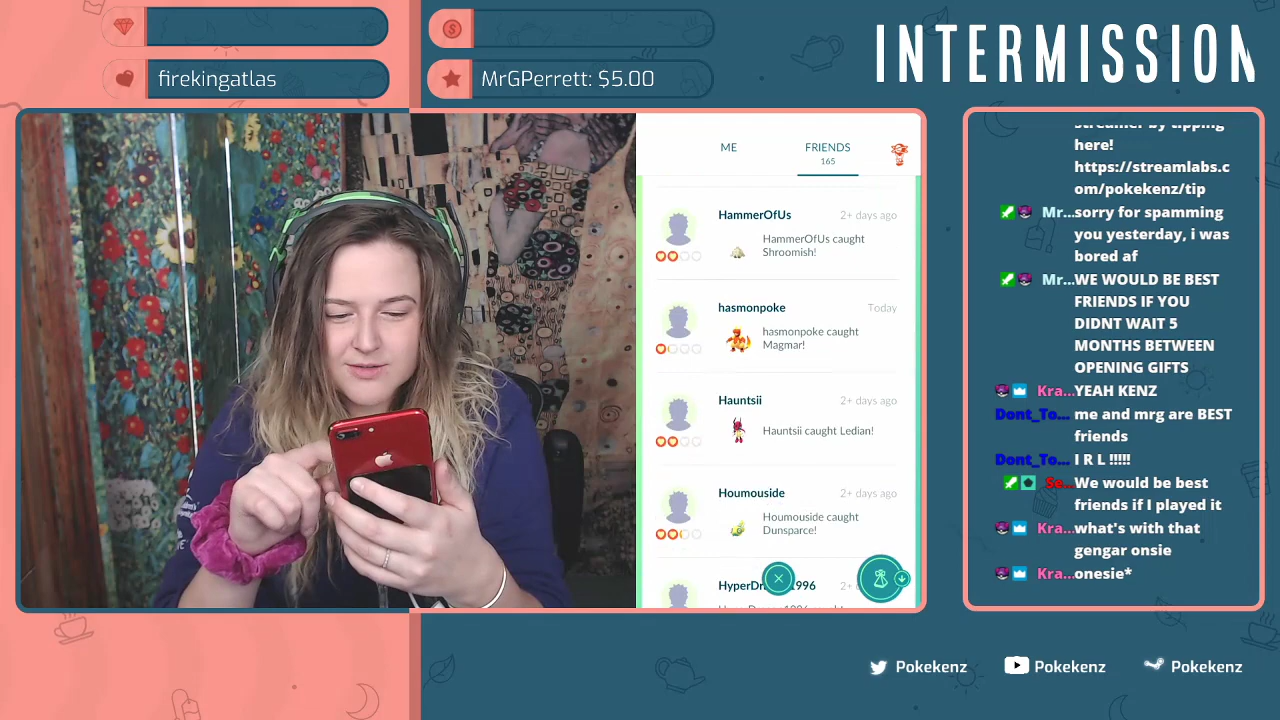 INTERMISSION
firekingatlas
MrGPerrett: $5.00
ME
FRIENDS
165
HammerOfUs
2+ days ago
HammerOfUs caught
Shroomish!
hasmonpoke
Today
hasmonpoke caught
Magmar!
Hauntsii
2+ days ago
Hauntsii caught Ledian!
Houmouside
2+ days ago
Houmouside caught
Dunsparce!
streamer by tipping
here!
https://streamlabs.c
om/pokekenz/tip
Mr... sorry for spamming
you yesterday, i was
bored af
Mr... WE WOULD BE BEST
FRIENDS IF YOU
DIDNT WAIT 5
MONTHS BETWEEN
OPENING GIFTS
Kra... YEAH KENZ
Dont_To... me and mrg are BEST
friends
Dont_To... I R L !!!!!
Se... We would be best
friends if I played it
Kra... what's with that
gengar onsie
Kra... onesie*
Pokekenz
Pokekenz
Pokekenz